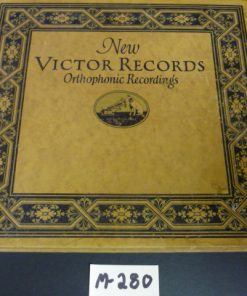 New
VICTOR RECORDS
Orthophonic Recordings
M-280